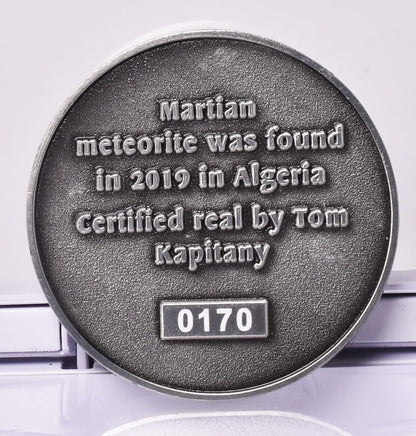 Martian
meteorite was found
in 2019 in Algeria
Certified real by Tom
Kapitany
0170